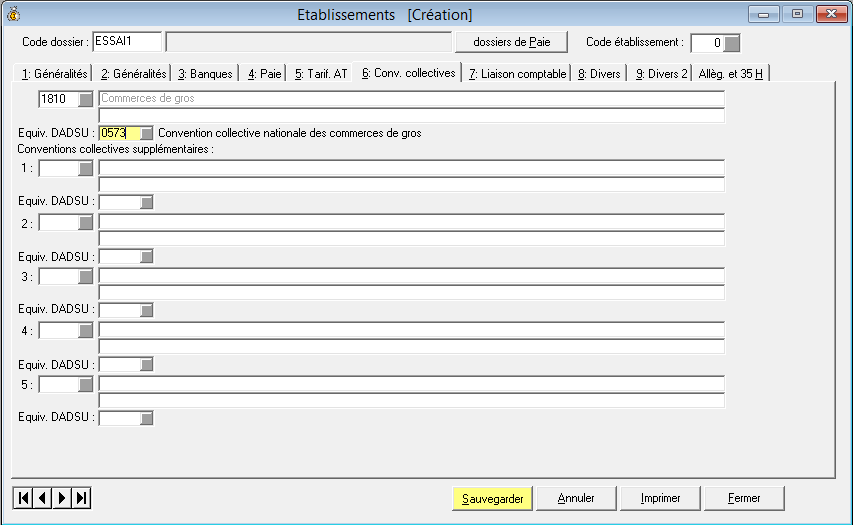 Etablissements [Création]
Code dossier : ESSAI1 dossiers de Paie Code établissement : 0
1: Généralités 2: Généralités 3: Banques 4: Paie 5: Tarif. AT 6: Conv. collectives 7: Liaison comptable 8: Divers 9: Divers 2 Allèg. et 35 H
1810 Commerces de gros
Equiv. DADSU : 0573 Convention collective nationale des commerces de gros
Conventions collectives supplémentaires :
1 :
Equiv. DADSU :
2 :
Equiv. DADSU :
3 :
Equiv. DADSU :
4 :
Equiv. DADSU :
5 :
Equiv. DADSU :
Sauvegarder Annuler Imprimer Fermer